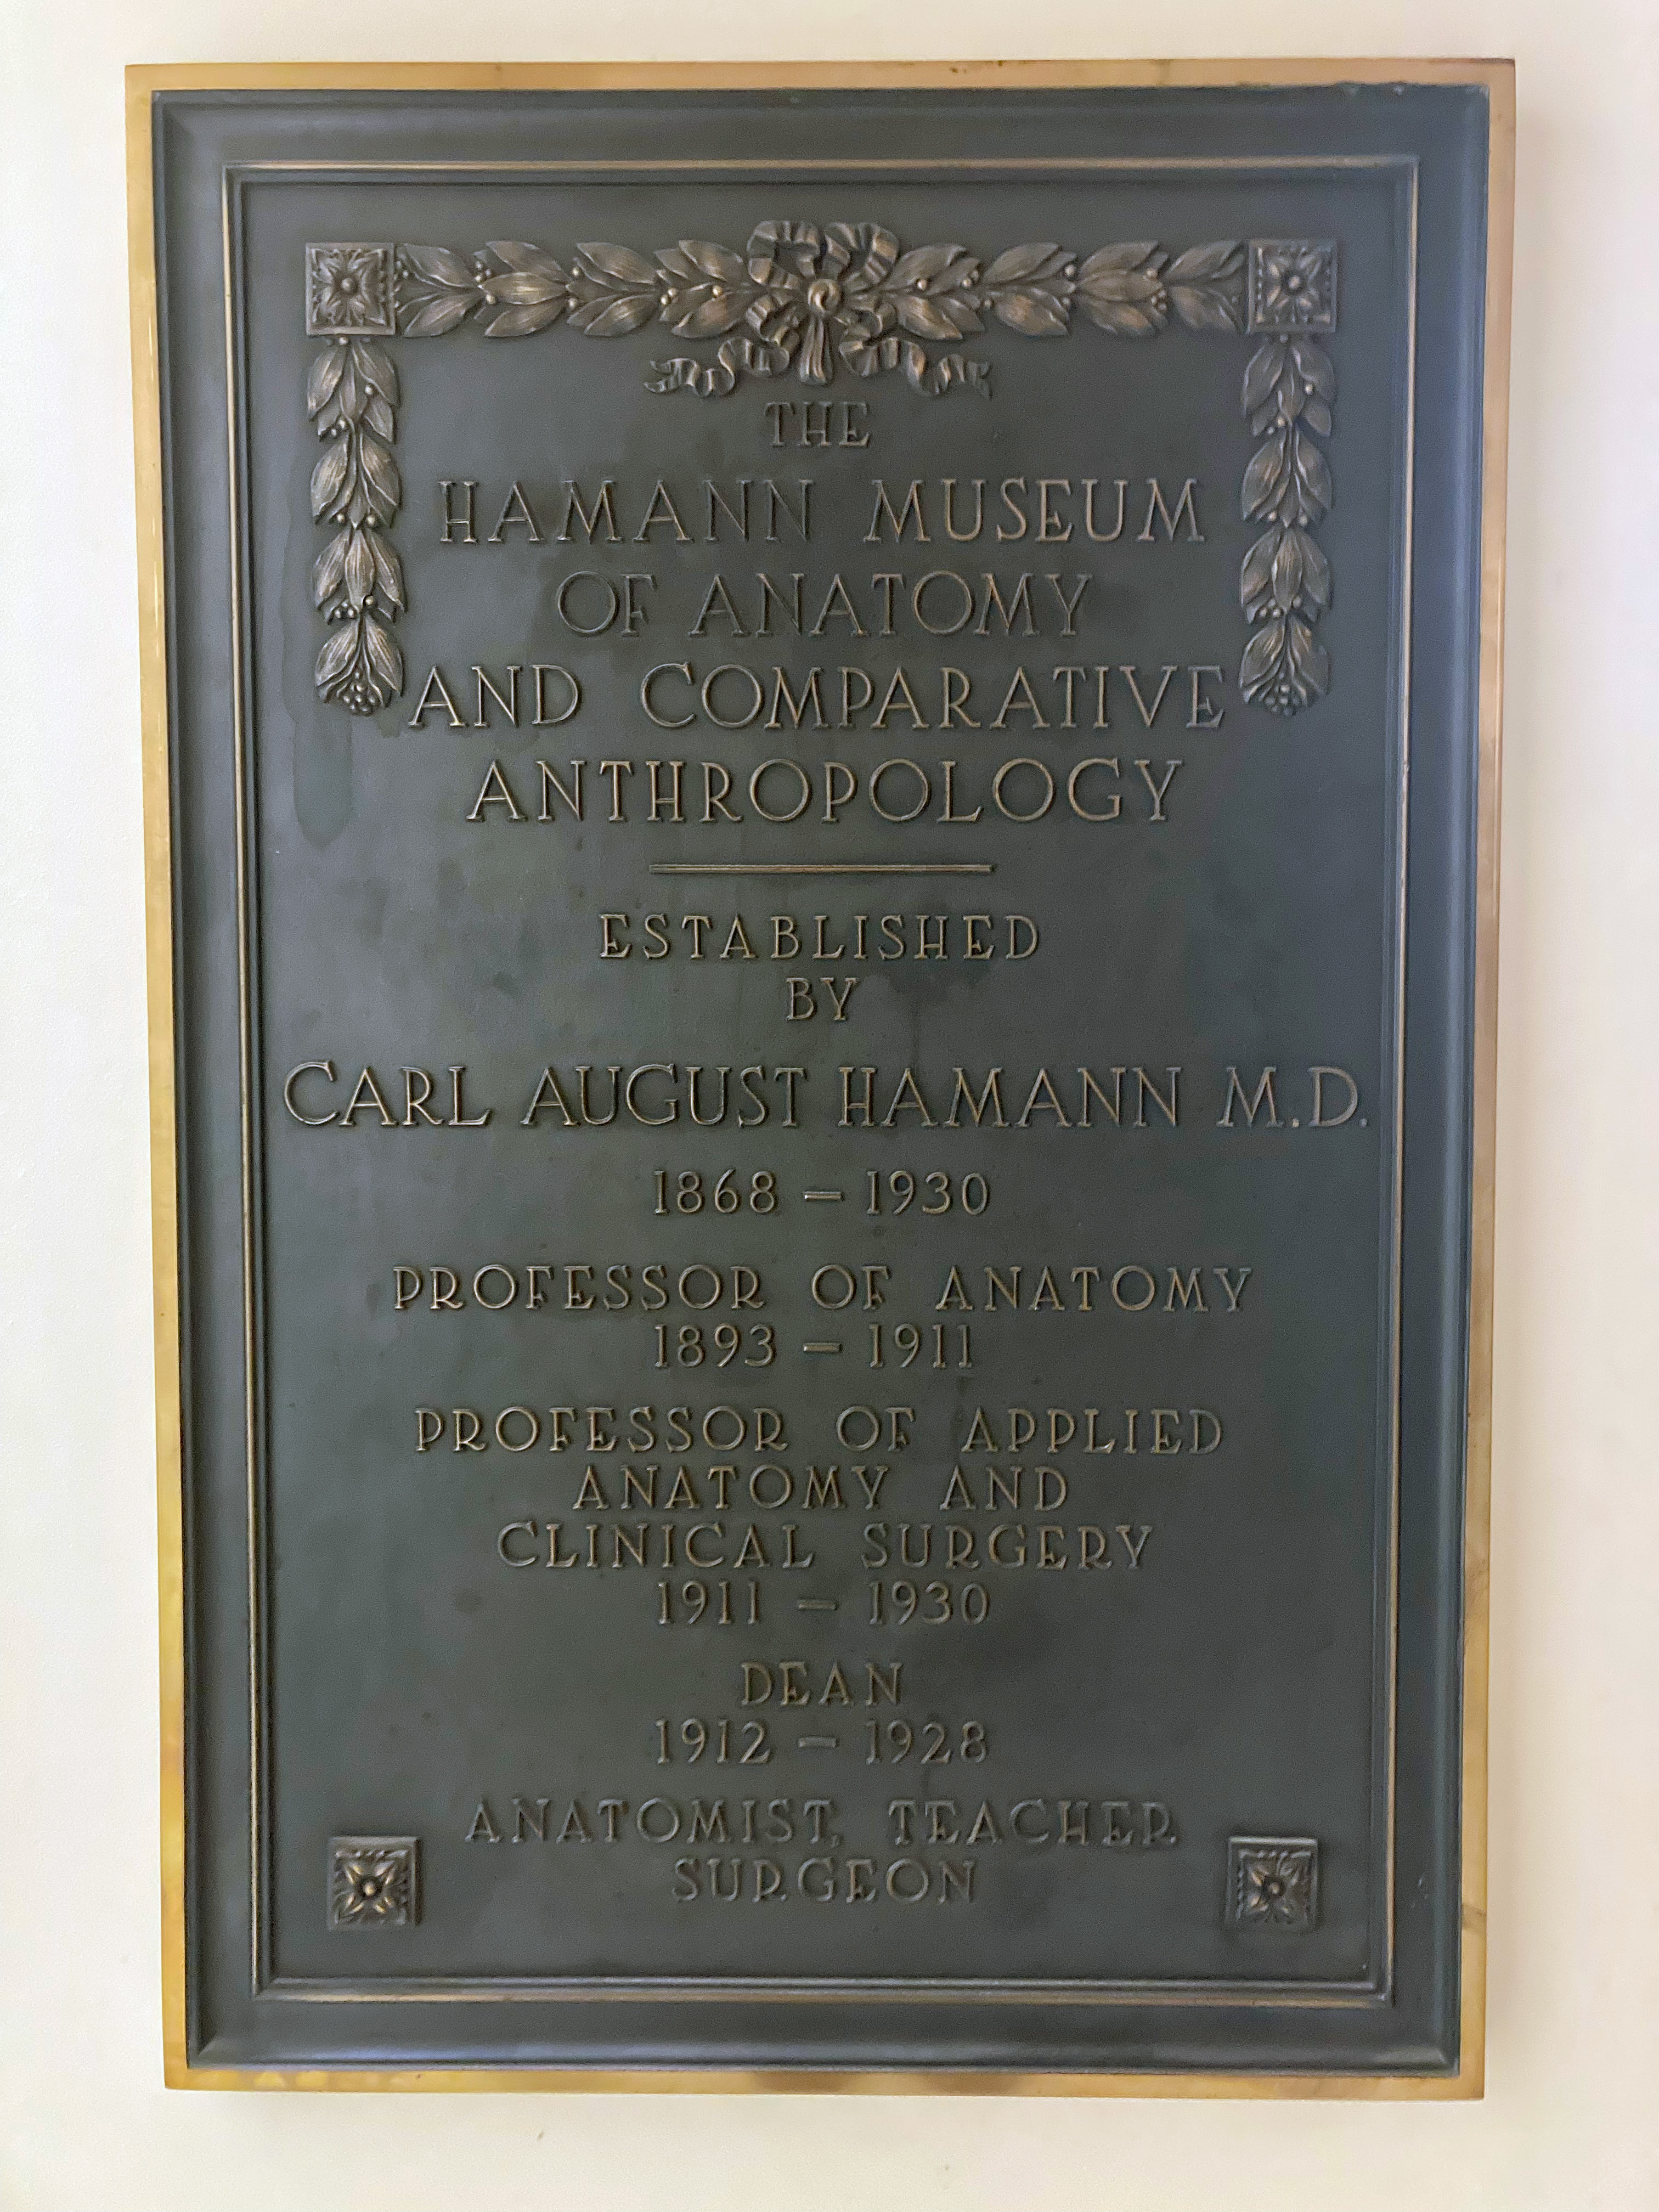 THE
HAMANN MUSEUM
OF ANATOMY
AND COMPARATIVE
ANTHROPOLOGY
ESTABLISHED
BY
CARL AUGUST HAMANN M.D.
1868 – 1930
PROFESSOR OF ANATOMY
1893 – 1911
PROFESSOR OF APPLIED
ANATOMY AND
CLINICAL SURGERY
1911 – 1930
DEAN
1912 – 1928
ANATOMIST, TEACHER
SURGEON